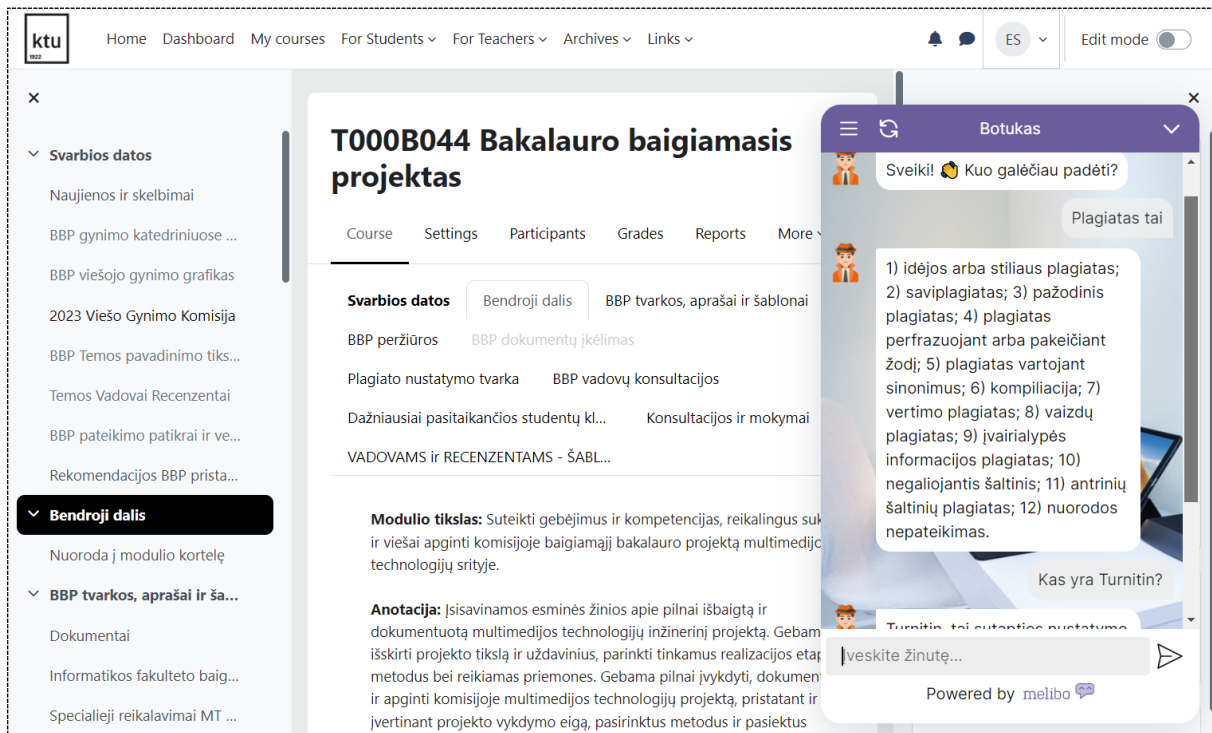 ktu
1922
Home Dashboard My courses For Students For Teachers Archives Links
ES
Edit mode
Svarbios datos
Naujienos ir skelbimai
BBP gynimo katedriniuose ...
BBP viešojo gynimo grafikas
2023 Viešo Gynimo Komisija
BBP Temos pavadinimo tiks...
Temos Vadovai Recenzentai
BBP pateikimo patikrai ir ve...
Rekomendacijos BBP prista...
Bendroji dalis
Nuoroda į modulio kortelę
BBP tvarkos, aprašai ir ša...
Dokumentai
Informatikos fakulteto baig...
Specialieji reikalavimai MT ...
T000B044 Bakalauro baigiamasis
projektas
Course Settings Participants Grades Reports More
Svarbios datos Bendroji dalis BBP tvarkos, aprašai ir šablonai
BBP peržiūros BBP dokumentų įkėlimas
Plagiato nustatymo tvarka BBP vadovų konsultacijos
Dažniausiai pasitaikančios studentų kl... Konsultacijos ir mokymai
VADOVAMS ir RECENZENTAMS - ŠABL...
Modulio tikslas: Suteikti gebėjimus ir kompetencijas, reikalingus
ir viešai apginti komisijoje baigiamąjį bakalauro projektą
technologijų srityje.
Anotacija: Įsisavinamos esminės žinios apie pilnai išbaigtą ir
dokumentuotą multimedijos technologijų inžinerinį projektą.
išskirti projekto tikslą ir uždavinius, parinkti tinkamus realizacijos
metodus bei reikiamas priemones. Gebama pilnai įvykdyti,
ir apginti komisijoje multimedijos technologijų projektą, pristatant ir
įvertinant projekto vykdymo eigą, pasirinktus metodus ir pasiektus
Botukas
Sveiki! 👏 Kuo galėčiau padėti?
Plagiatas tai
1) idėjos arba stiliaus plagiatas;
2) saviplagiatas; 3) pažodinis
plagiatas; 4) plagiatas
perfrazuojant arba pakeičiant
žodį; 5) plagiatas vartojant
sinonimus; 6) kompiliacija; 7)
vertimo plagiatas; 8) vaizdų
plagiatas; 9) įvairialypės
informacijos plagiatas; 10)
negaliojantis šaltinis; 11) antrinių
šaltinių plagiatas; 12) nuorodos
nepateikimas.
Kas yra Turnitin?
Turnitin, tai sutapties nustatymo
Įveskite žinutę...
Powered by melibo